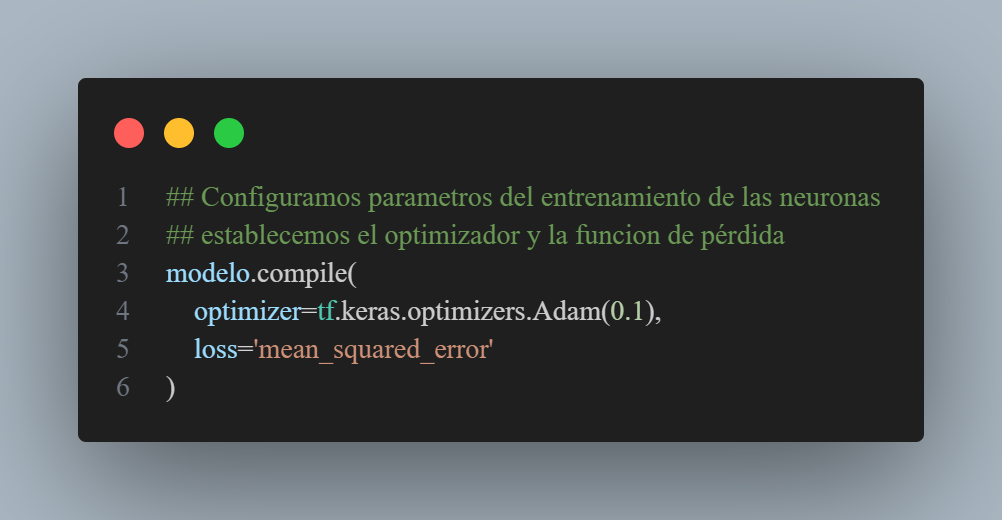 1 ## Configuramos parametros del entrenamiento de las neuronas
2 ## establecemos el optimizador y la funcion de pérdida
3 modelo.compile(
4     optimizer=tf.keras.optimizers.Adam(0.1),
5     loss='mean_squared_error'
6 )